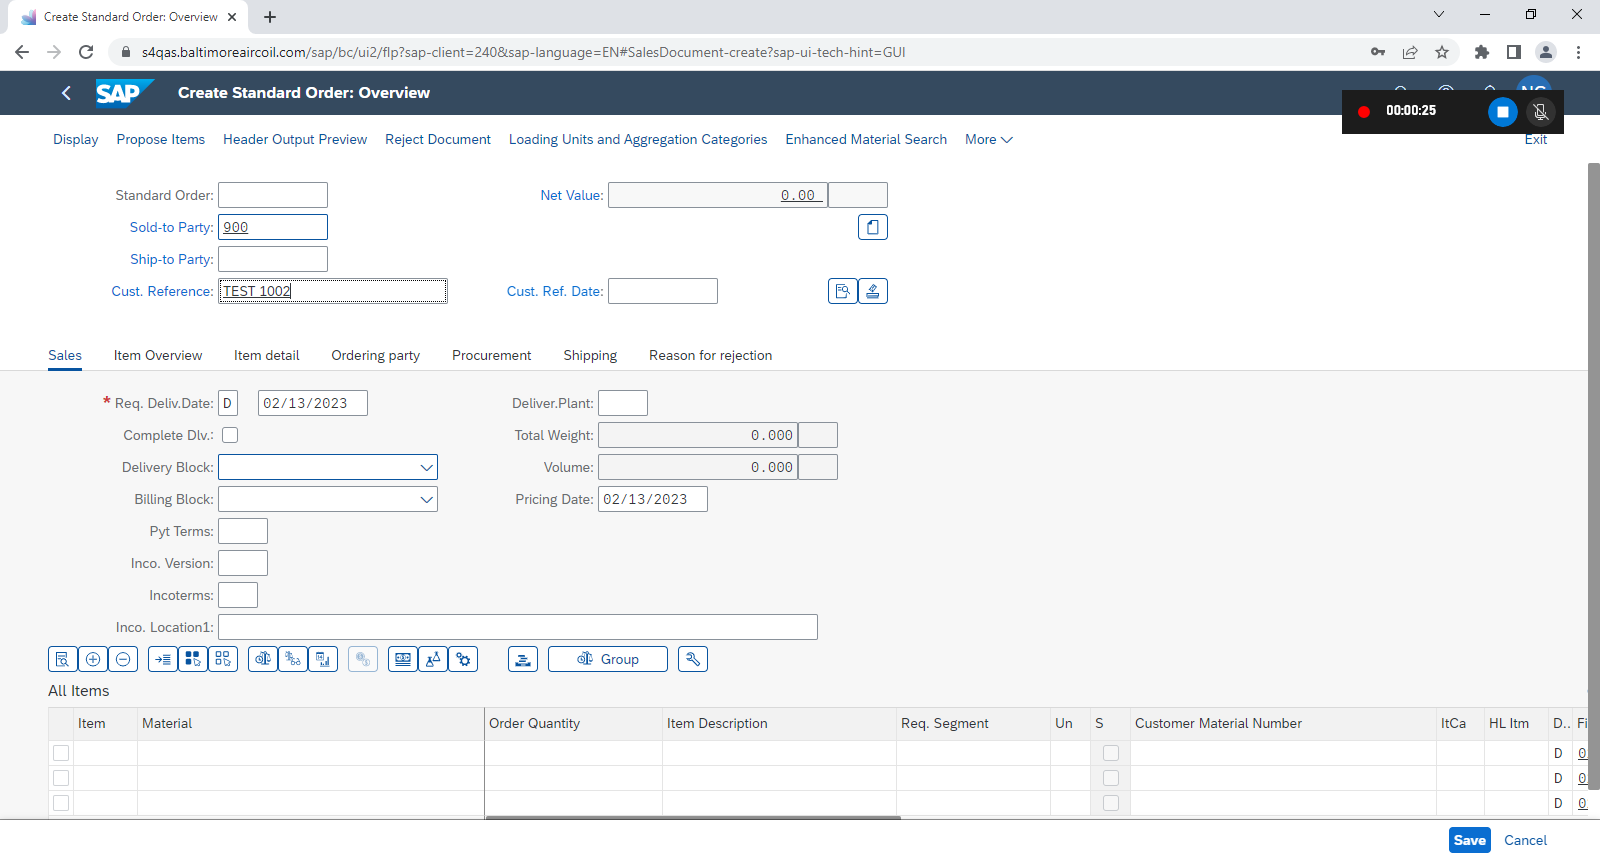 Create Standard Order: Overview
s4qas.baltimoreaircoil.com/sap/bc/ui2/flp?sap-client=240&sap-language=EN#SalesDocument-create?sap-ui-tech-hint=GUI
SAP Create Standard Order: Overview
00:00:25
Display Propose Items Header Output Preview Reject Document Loading Units and Aggregation Categories Enhanced Material Search More Exit
Standard Order: Net Value: 0.00
Sold-to Party: 900
Ship-to Party:
Cust. Reference: TEST 1002 Cust. Ref. Date:
Sales Item Overview Item detail Ordering party Procurement Shipping Reason for rejection
* Req. Deliv.Date: D 02/13/2023 Deliver.Plant:
Complete Dlv.: Total Weight: 0.000
Delivery Block: Volume: 0.000
Billing Block: Pricing Date: 02/13/2023
Pyt Terms:
Inco. Version:
Incoterms:
Inco. Location1:
Group
All Items
Item Material Order Quantity Item Description Req. Segment Un S Customer Material Number ItCa HL Itm D.. Fi
D 0
D 0
D 0
Save Cancel